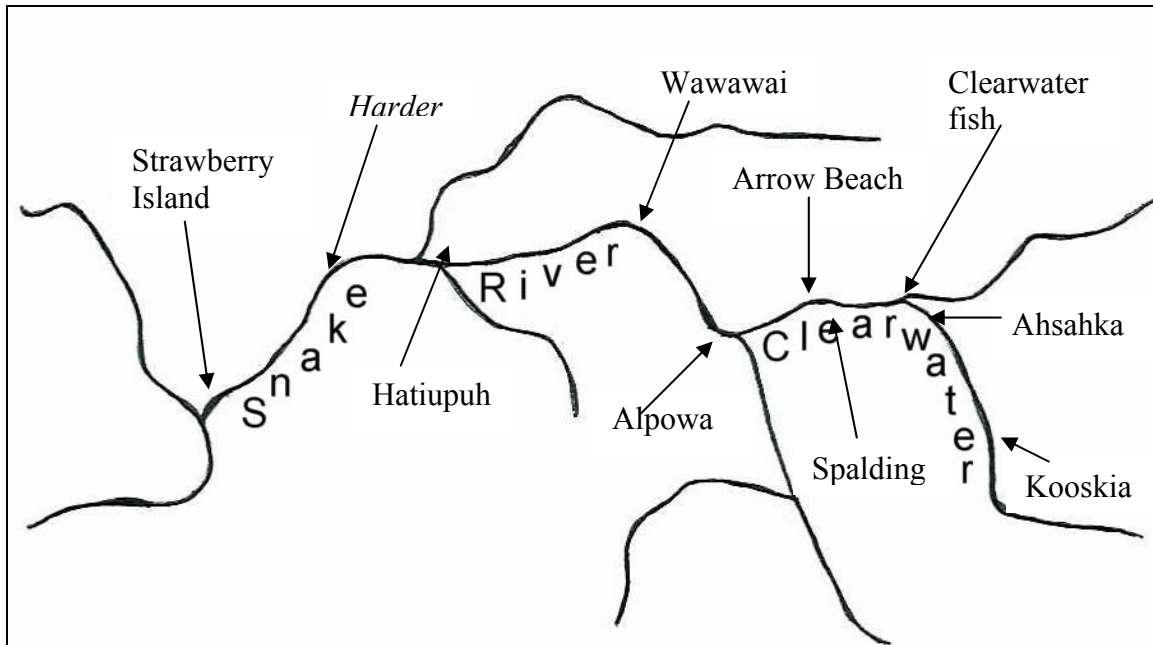 Wawawai
Clearwater
fish
Harder
Strawberry
Island
Arrow Beach
River
Snake
Clearwater
Ahsahka
Hatiupuh
Alpowa
Spalding
Kooskia